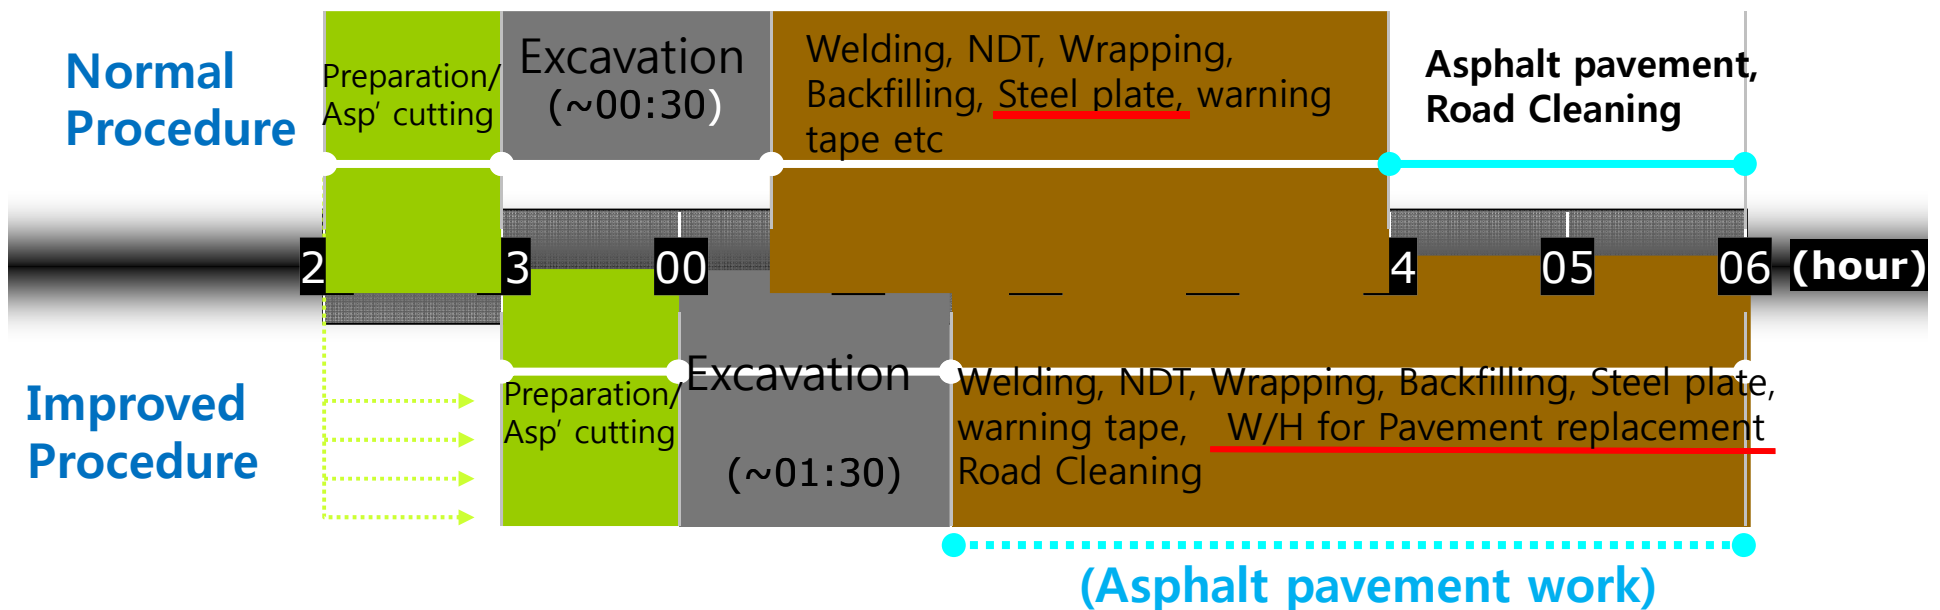 Normal
Procedure
Preparation/
Asp’ cutting
Excavation
(~00:30)
Welding, NDT, Wrapping,
Backfilling, Steel plate, warning
tape etc
Asphalt pavement,
Road Cleaning
2
3
00
4
05
06
(hour)
Improved
Procedure
Preparation/
Asp’ cutting
Excavation
(~01:30)
Welding, NDT, Wrapping, Backfilling, Steel plate,
warning tape, W/H for Pavement replacement
Road Cleaning
(Asphalt pavement work)